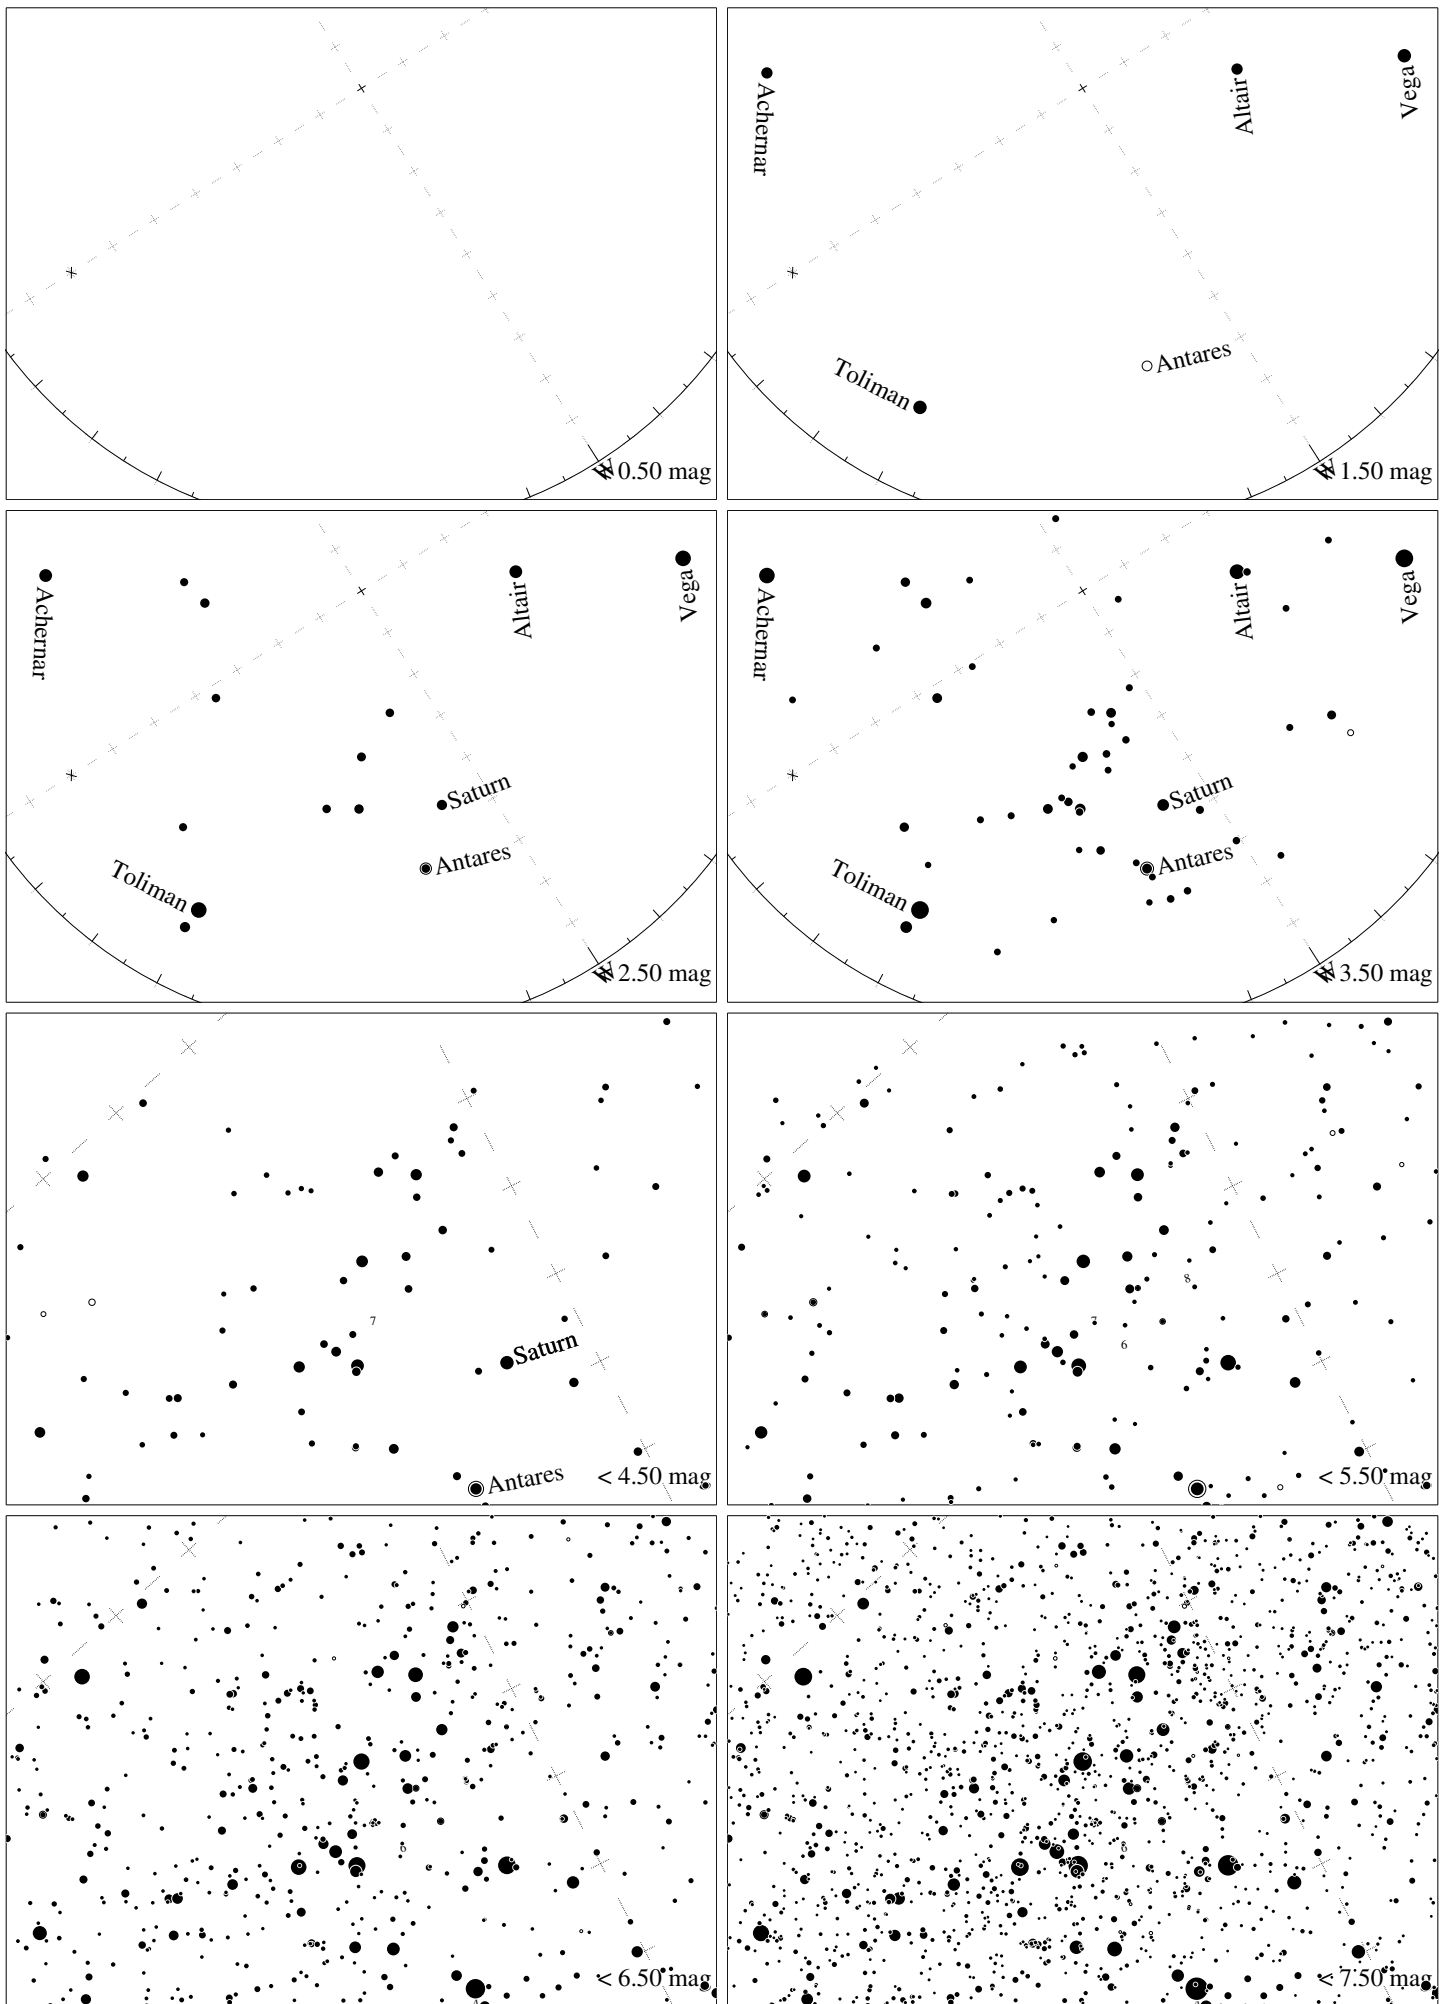 W 0.50 mag
Achernar
Altair
Vega
Toliman
Antares
W 1.50 mag
Achernar
Altair
Vega
Saturn
Toliman
Antares
W 2.50 mag
Achernar
Altair
Vega
Saturn
Toliman
Antares
W 3.50 mag
7
Saturn
Antares
< 4.50 mag
8
7
6
< 5.50 mag
6
< 6.50 mag
6
< 7.50 mag